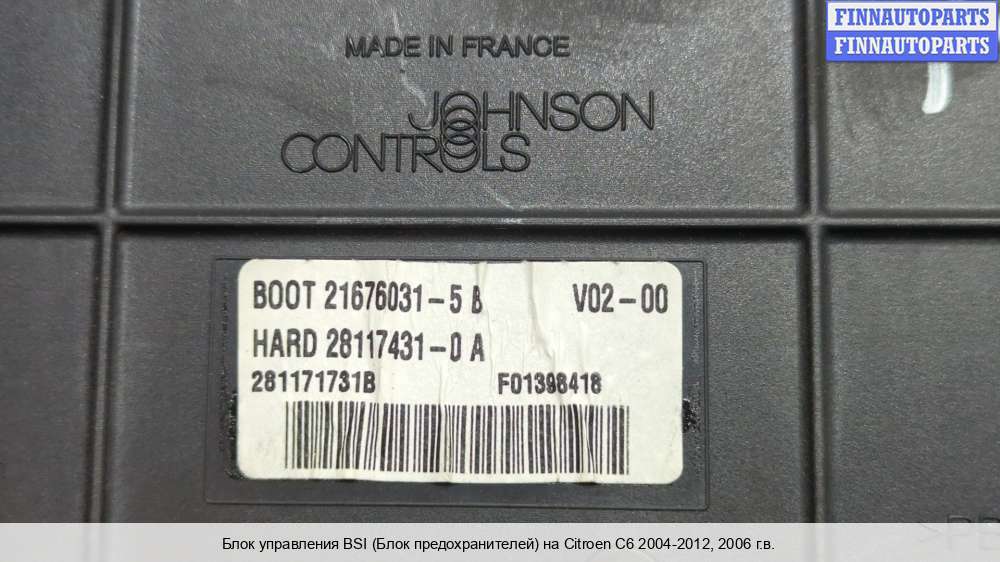 FINNAUTOPARTS
FINNAUTOPARTS
MADE IN FRANCE
JOHNSON
CONTROLS
BOOT 21676031-5 B V02-00
HARD 28117431-0 A
281171731B F01398418
Блок управления BSI (Блок предохранителей) на Citroen C6 2004-2012, 2006 г.в.